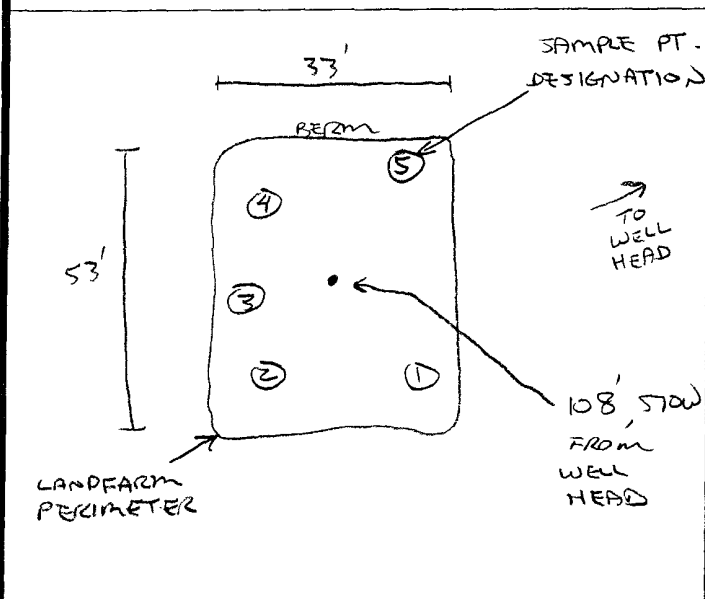 33'
SAMPLE PT.
DESIGNATION
BERM
5
4
TO
WELL
HEAD
53'
3
2
1
108', S70W
FROM
WELL
HEAD
LANDFARM
PERIMETER